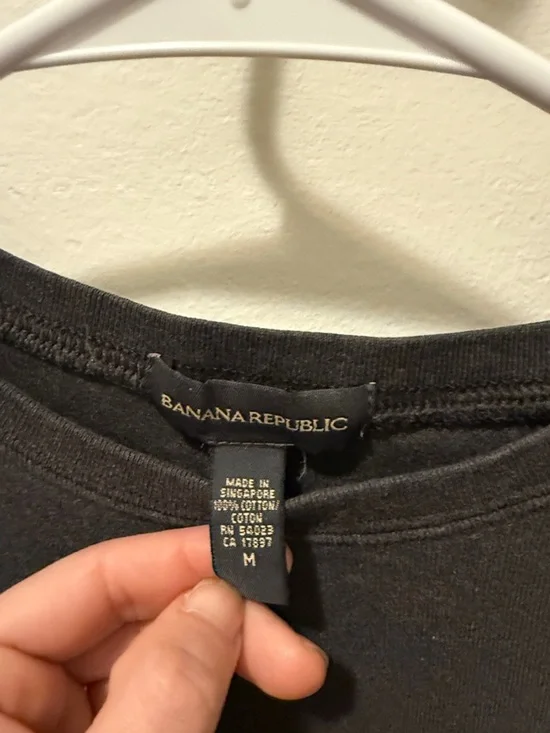 BANANA REPUBLIC
MADE IN
SINGAPORE
100% COTTON/
COTON
RN 54023
CA 17897
M